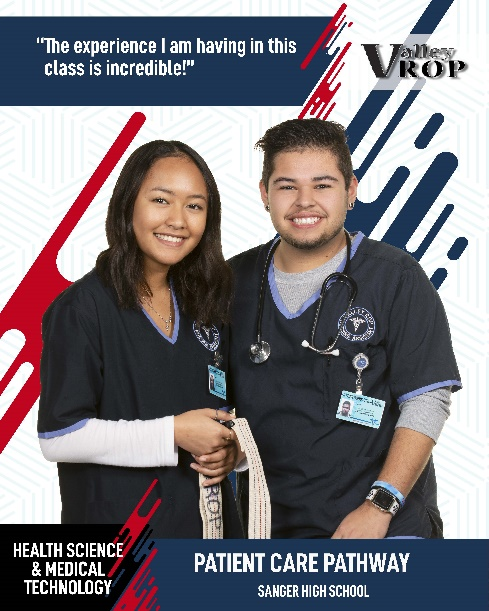 "The experience I am having in this
class is incredible!"
Valley
ROP
HEALTH SCIENCE
& MEDICAL
TECHNOLOGY
PATIENT CARE PATHWAY
SANGER HIGH SCHOOL